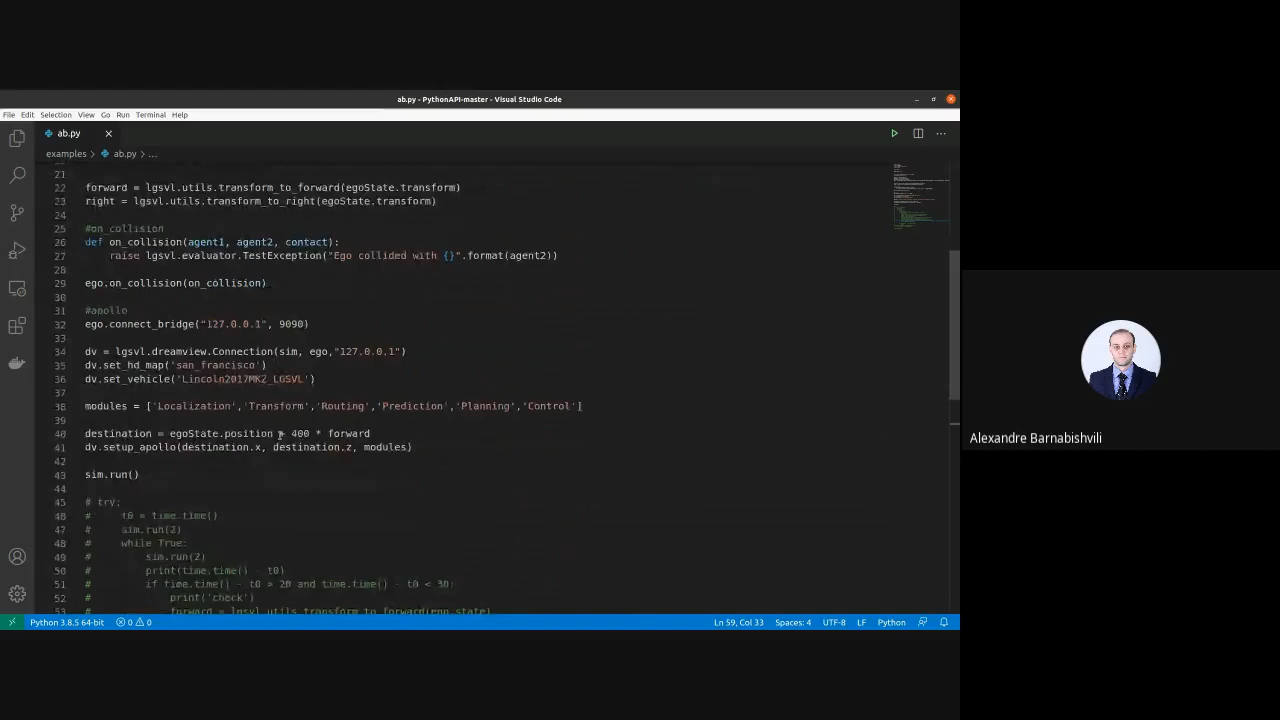 ab.py - PythonAPI-master - Visual Studio Code
File Edit Selection View Go Run Terminal Help
ab.py
examples > ab.py > ...
21
22 forward = lgsvl.utils.transform_to_forward(egoState.transform)
23 right = lgsvl.utils.transform_to_right(egoState.transform)
24
25 #on_collision
26 def on_collision(agent1, agent2, contact):
27 raise lgsvl.evaluator.TestException("Ego collided with {}".format(agent2))
28
29 ego.on_collision(on_collision)
30
31 #apollo
32 ego.connect_bridge("127.0.0.1", 9090)
33
34 dv = lgsvl.dreamview.Connection(sim, ego,"127.0.0.1")
35 dv.set_hd_map('san_francisco')
36 dv.set_vehicle('Lincoln2017MKZ_LGSVL')
37
38 modules = ['Localization','Transform','Routing','Prediction','Planning','Control']
39
40 destination = egoState.position 400 * forward
41 dv.setup_apollo(destination.x, destination.z, modules)
42
43 sim.run()
44
45 # try:
46 # t0 = time.time()
47 # sim.run(2)
48 # while True:
49 # sim.run(2)
50 # print(time.time() - t0)
51 # if time.time() - t0 > 20 and time.time() - t0 < 30:
52 # print('check')
53 # forward = lgsvl.utils.transform_to_forward(ego.state)
Python 3.8.5 64-bit 0 0 Ln 59, Col 33 Spaces: 4 UTF-8 LF Python
Alexandre Barnabishvili